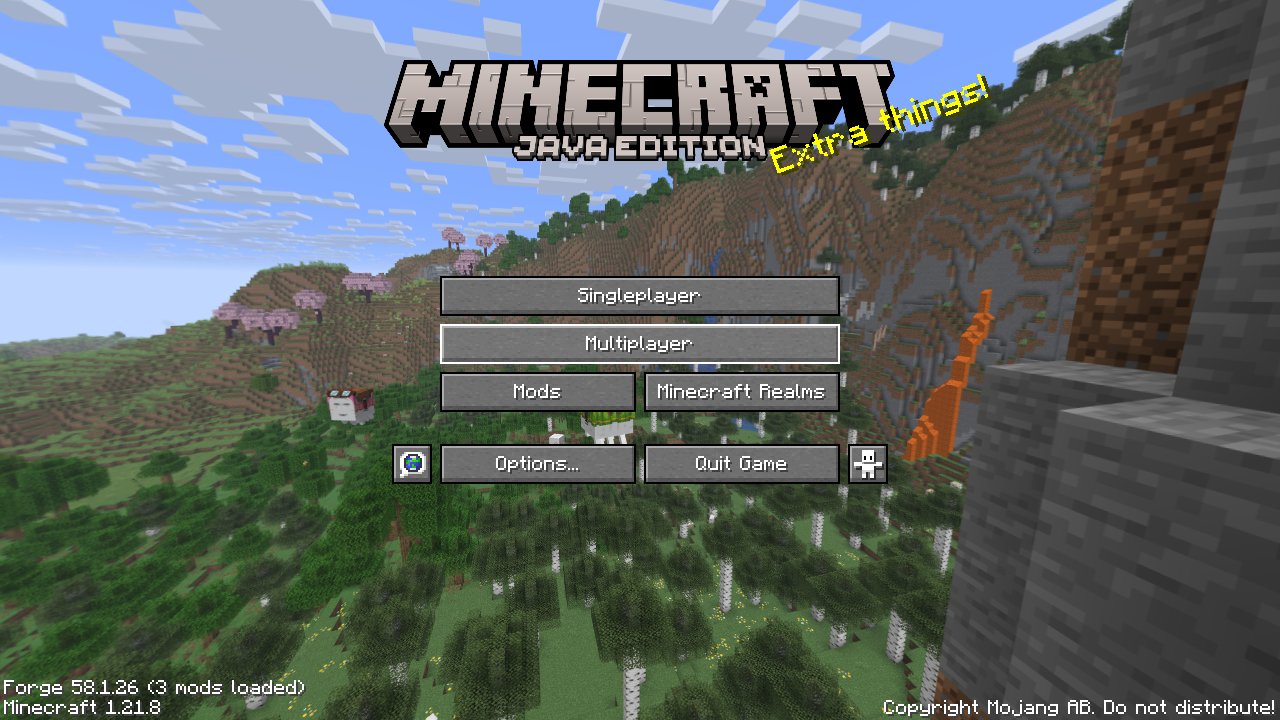 MINECRAFT
JAVA EDITION
Extra things!
Singleplayer
Multiplayer
Mods
Minecraft Realms
Options...
Quit Game
Forge 58.1.26 (3 mods loaded)
Minecraft 1.21.8
Copyright Mojang AB. Do not distribute!